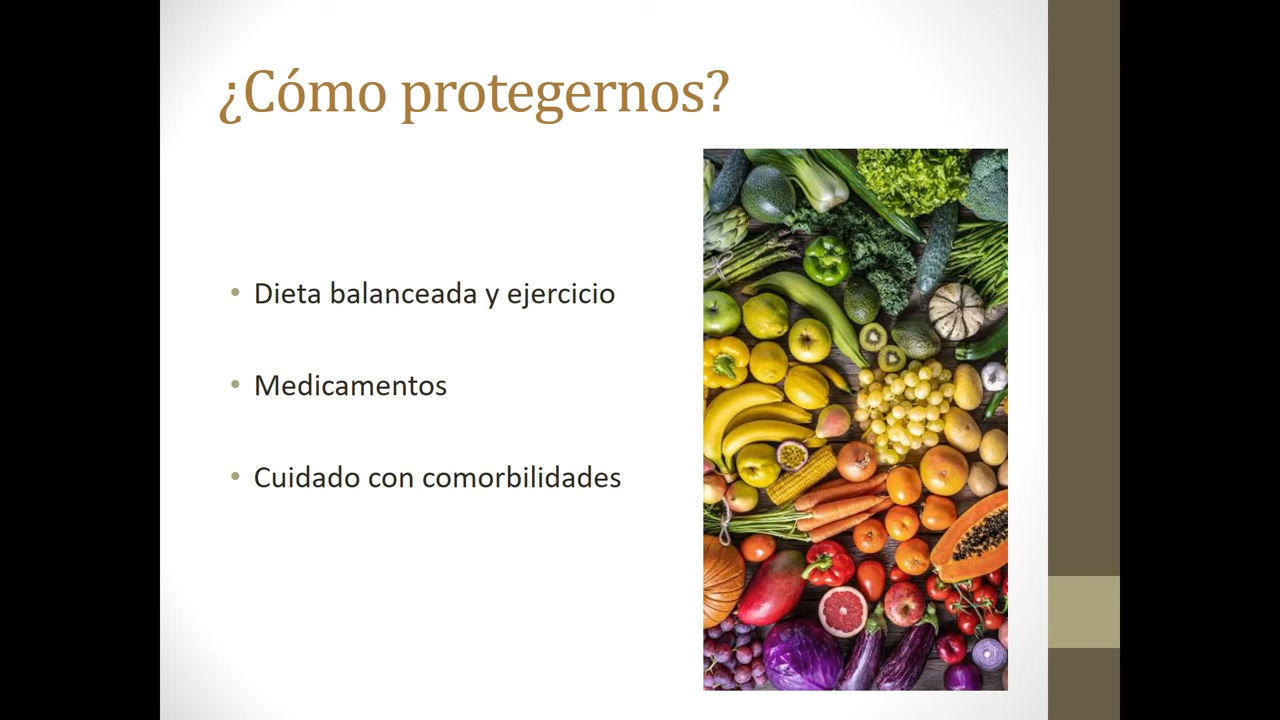 ¿Cómo protegernos?
• Dieta balanceada y ejercicio
• Medicamentos
• Cuidado con comorbilidades